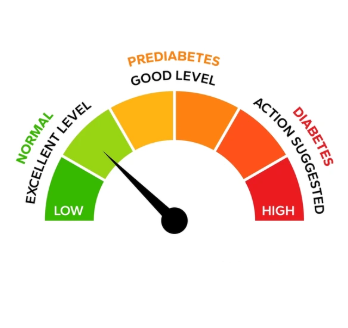 PREDIABETES
GOOD LEVEL
NORMAL
EXCELLENT LEVEL
DIABETES
ACTION SUGGESTED
LOW
HIGH